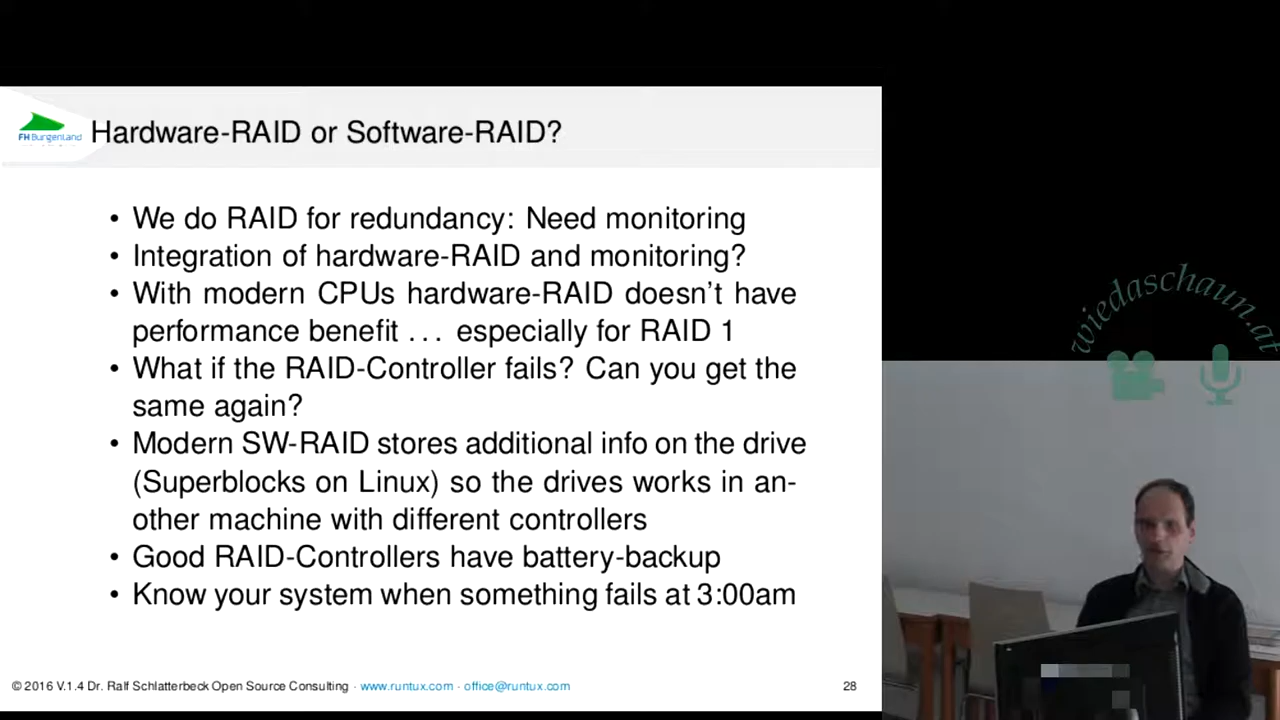 FH Burgenland
Hardware-RAID or Software-RAID?
• We do RAID for redundancy: Need monitoring
• Integration of hardware-RAID and monitoring?
• With modern CPUs hardware-RAID doesn't have
performance benefit . . . especially for RAID 1
• What if the RAID-Controller fails? Can you get the
same again?
• Modern SW-RAID stores additional info on the drive
(Superblocks on Linux) so the drives works in an-
other machine with different controllers
• Good RAID-Controllers have battery-backup
• Know your system when something fails at 3:00am
© 2016 V.1.4 Dr. Ralf Schlatterbeck Open Source Consulting · www.runtux.com · office@runtux.com
28
wiedaschaun.at